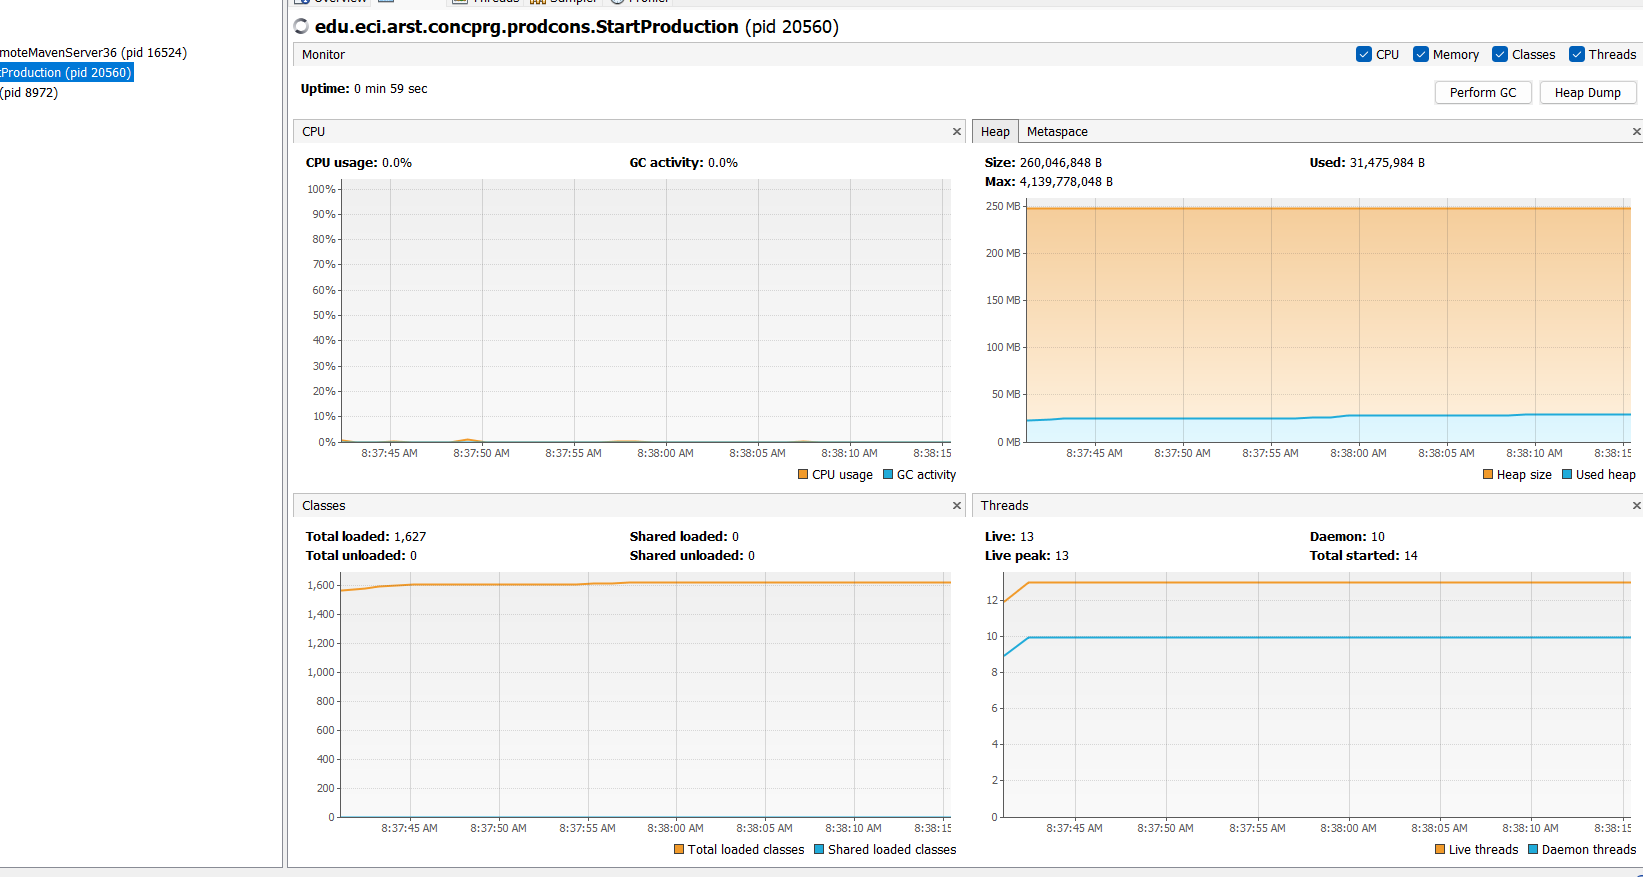 Overview Threads Sampler Profiler
edu.eci.arst.concprg.prodcons.StartProduction (pid 20560)
moteMavenServer36 (pid 16524)
tProduction (pid 20560)
(pid 8972)
Monitor
CPU Memory Classes Threads
Uptime: 0 min 59 sec
Perform GC Heap Dump
CPU
CPU usage: 0.0% GC activity: 0.0%
100%
90%
80%
70%
60%
50%
40%
30%
20%
10%
0%
8:37:45 AM 8:37:50 AM 8:37:55 AM 8:38:00 AM 8:38:05 AM 8:38:10 AM 8:38:15
CPU usage GC activity
Heap Metaspace
Size: 260,046,848 B Used: 31,475,984 B
Max: 4,139,778,048 B
250 MB
200 MB
150 MB
100 MB
50 MB
0 MB
8:37:45 AM 8:37:50 AM 8:37:55 AM 8:38:00 AM 8:38:05 AM 8:38:10 AM 8:38:15
Heap size Used heap
Classes
Total loaded: 1,627 Shared loaded: 0
Total unloaded: 0 Shared unloaded: 0
1,600
1,400
1,200
1,000
800
600
400
200
0
8:37:45 AM 8:37:50 AM 8:37:55 AM 8:38:00 AM 8:38:05 AM 8:38:10 AM 8:38:15
Total loaded classes Shared loaded classes
Threads
Live: 13 Daemon: 10
Live peak: 13 Total started: 14
12
10
8
6
4
2
0
8:37:45 AM 8:37:50 AM 8:37:55 AM 8:38:00 AM 8:38:05 AM 8:38:10 AM 8:38:15
Live threads Daemon threads